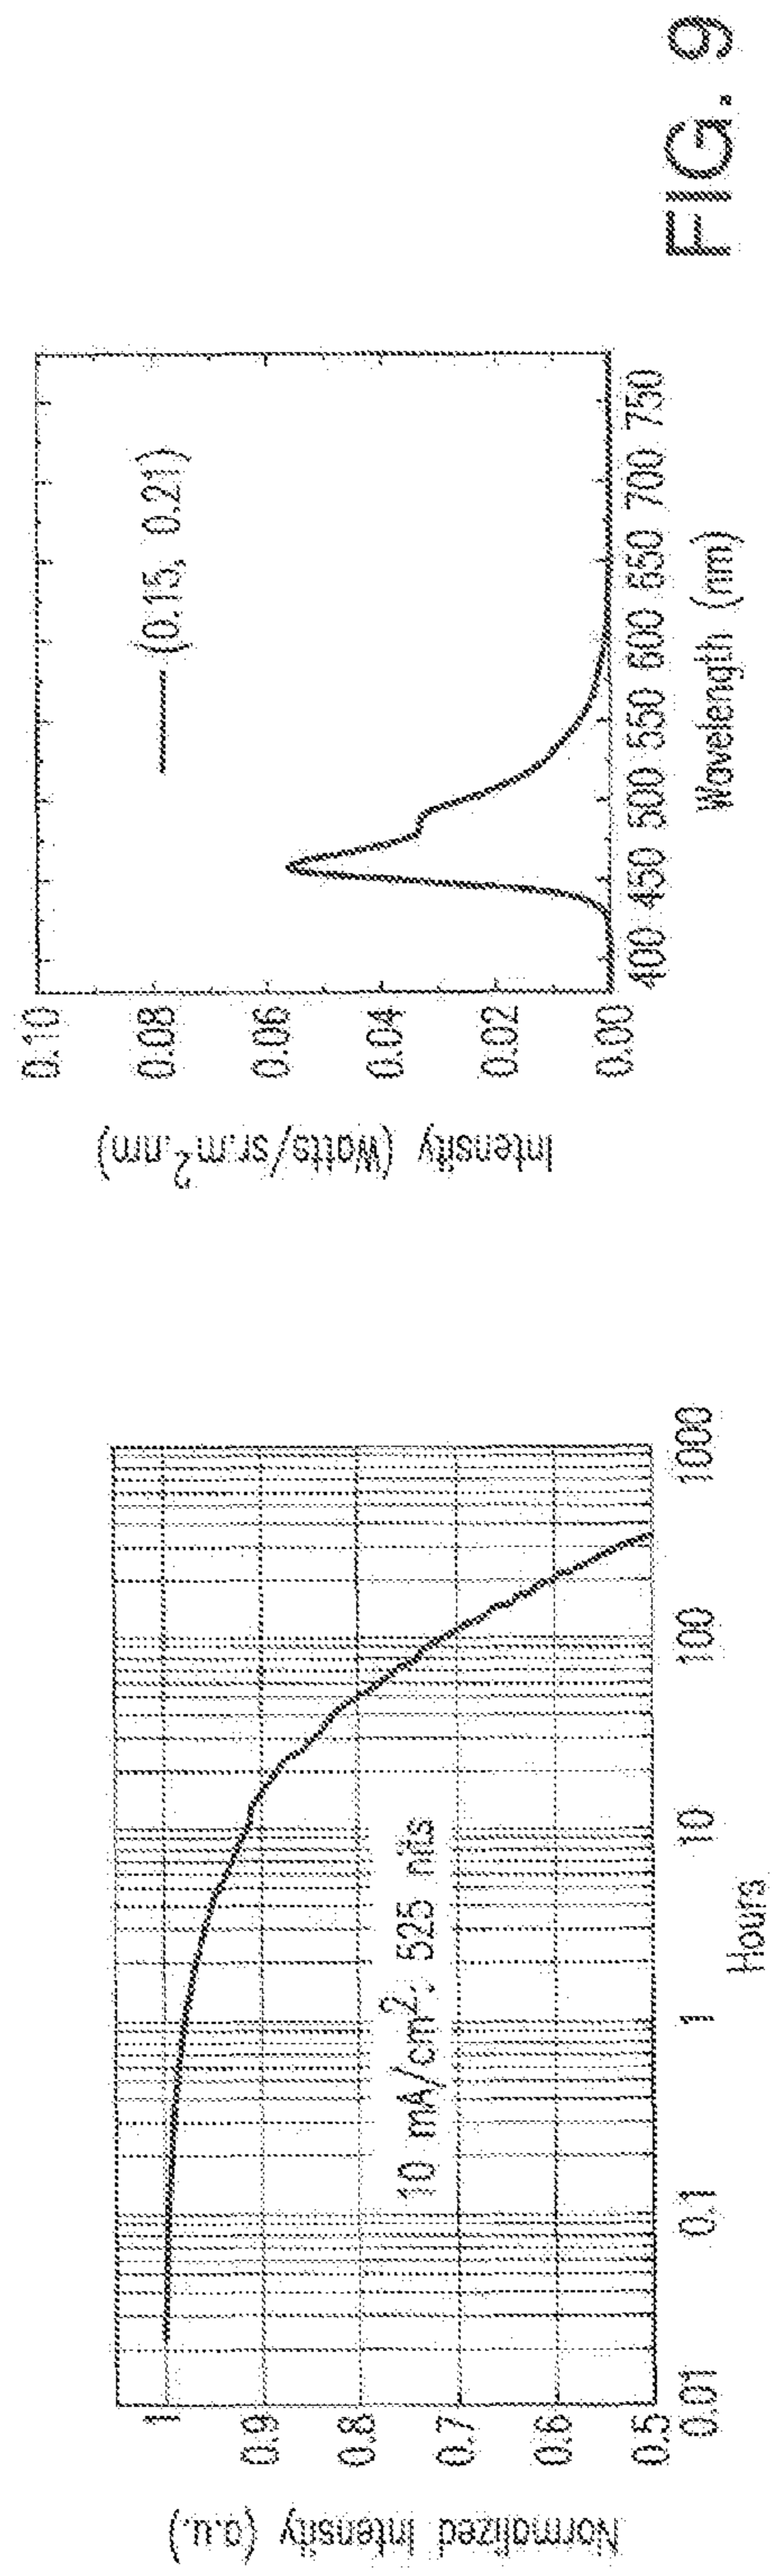 Normalized Intensity (a.u.)
1
0.9
0.8
0.7
0.6
0.5
10 mA/cm²; 525 nits
0.01
0.1
1
10
100
1000
Hours
Intensity (Watts/sr.m².nm)
0.10
0.08
0.06
0.04
0.02
0.00
(0.15, 0.21)
400 450 500 550 600 650 700 750
Wavelength (nm)
FIG. 9